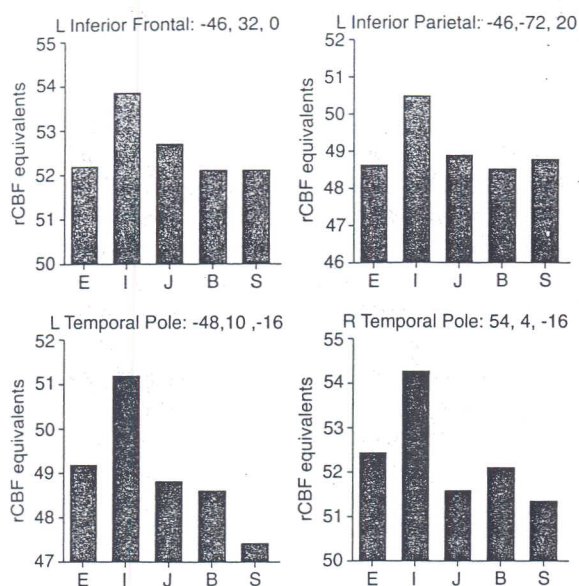 L Inferior Frontal: -46, 32, 0
rCBF equivalents
55
54
53
52
51
50
E I J B S
L Inferior Parietal: -46,-72, 20
rCBF equivalents
52
51
50
49
48
47
46
E I J B S
L Temporal Pole: -48,10 ,-16
rCBF equivalents
52
51
50
49
48
47
E I J B S
R Temporal Pole: 54, 4, -16
rCBF equivalents
55
54
53
52
51
50
E I J B S